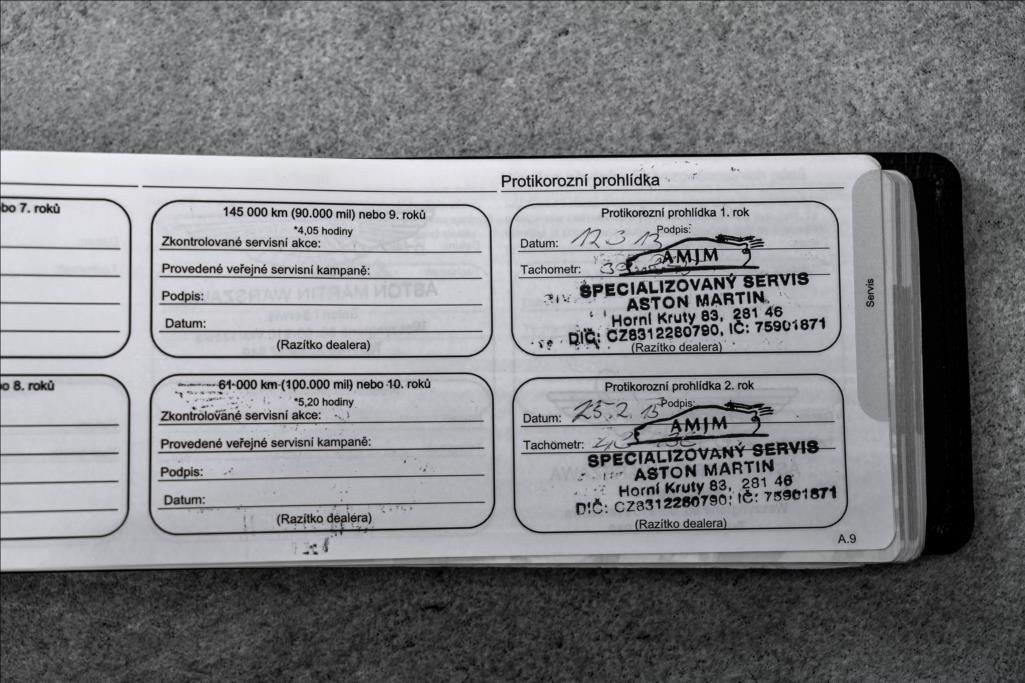 Protikorozní prohlídka
bo 7. roků
145 000 km (90.000 mil) nebo 9. roků
*4,05 hodiny
Zkontrolované servisní akce:
Provedené veřejné servisní kampaně:
Podpis:
Datum:
(Razítko dealera)
Protikorozní prohlídka 1. rok
Podpis:
Datum:
Tachometr:
AMJM
SPECIALIZOVANÝ SERVIS
ASTON MARTIN
Horní Kruty 83, 281 46
DIČ: CZ8312280790, IČ: 75901871
(Razítko dealera)
Servis
o 8. roků
61 000 km (100.000 mil) nebo 10. roků
*5,20 hodiny
Zkontrolované servisní akce:
Provedené veřejné servisní kampaně:
Podpis:
Datum:
(Razítko dealera)
Protikorozní prohlídka 2. rok
Podpis:
Datum: 25.2. 15
Tachometr:
AMJM
SPECIALIZOVANÝ SERVIS
ASTON MARTIN
Horní Kruty 83, 281 46
DIČ: CZ8312280790, IČ: 75901871
(Razítko dealera)
A.9